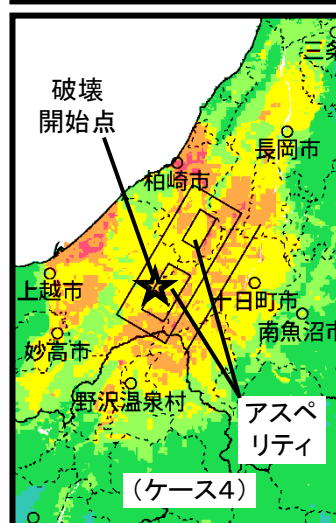 三条
破壊
開始点
長岡市
柏崎市
上越市
十日町市
南魚沼市
妙高市
野沢温泉村
アスペ
リティ
（ケース4）